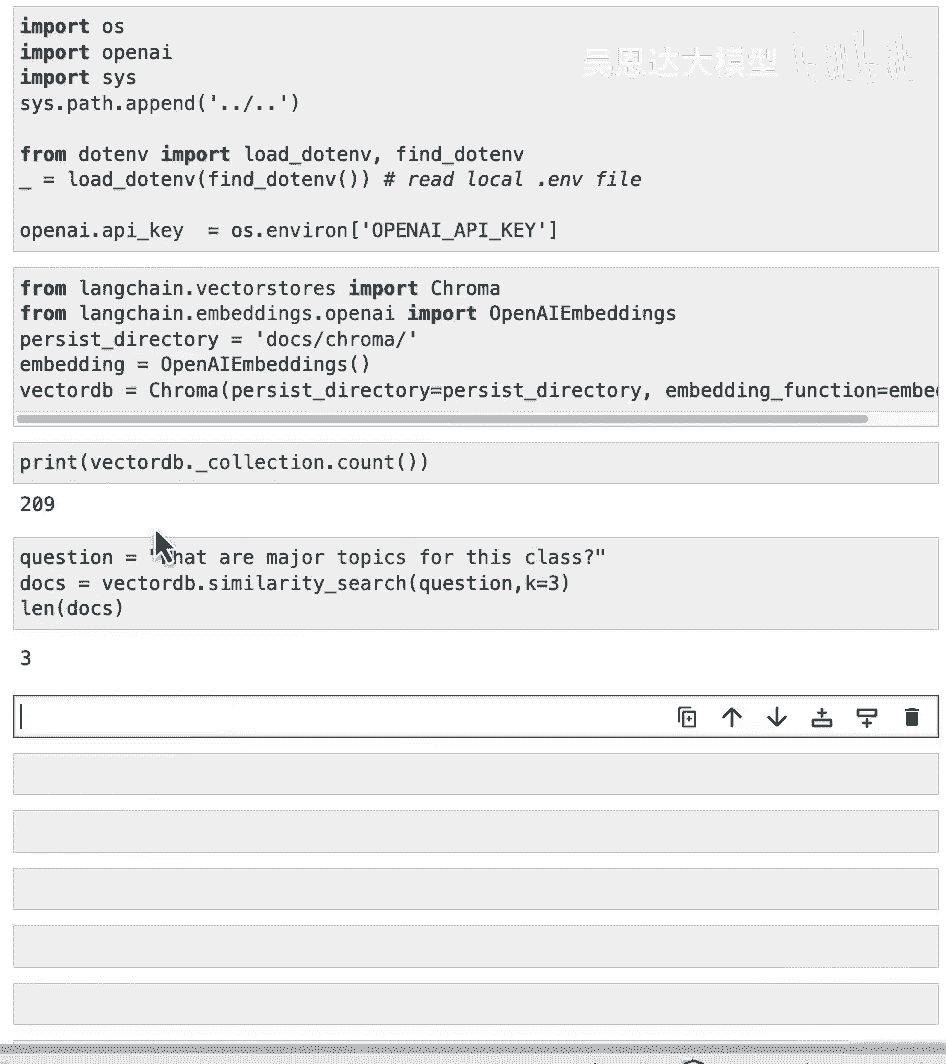 import os
import openai
吴恩达大模型
import sys
sys.path.append('../..')
from dotenv import load_dotenv, find_dotenv
_ = load_dotenv(find_dotenv()) # read local .env file
openai.api_key  = os.environ['OPENAI_API_KEY']
from langchain.vectorstores import Chroma
from langchain.embeddings.openai import OpenAIEmbeddings
persist_directory = 'docs/chroma/'
embedding = OpenAIEmbeddings()
vectordb = Chroma(persist_directory=persist_directory, embedding_function=embe
print(vectordb._collection.count())
209
question = "What are major topics for this class?"
docs = vectordb.similarity_search(question,k=3)
len(docs)
3